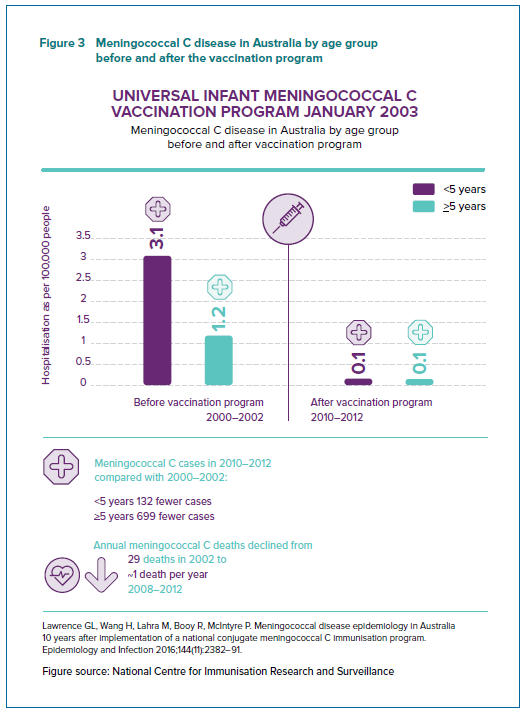 Figure 3 Meningococcal C disease in Australia by age group
before and after the vaccination program
UNIVERSAL INFANT MENINGOCOCCAL C
VACCINATION PROGRAM JANUARY 2003
Meningococcal C disease in Australia by age group
before and after vaccination program
<5 years
≥5 years
Hospitalisation as per 100,000 people
3.5
3
2.5
2
1.5
1
0.5
0
3.1
1.2
0.1
0.1
Before vaccination program
2000–2002
After vaccination program
2010–2012
Meningococcal C cases in 2010–2012
compared with 2000–2002:
<5 years 132 fewer cases
≥5 years 699 fewer cases
Annual meningococcal C deaths declined from
29 deaths in 2002 to
~1 death per year
2008–2012
Lawrence GL, Wang H, Lahra M, Booy R, McIntyre P. Meningococcal disease epidemiology in Australia
10 years after implementation of a national conjugate meningococcal C immunisation program.
Epidemiology and Infection 2016;144(11):2382–91.
Figure source: National Centre for Immunisation Research and Surveillance